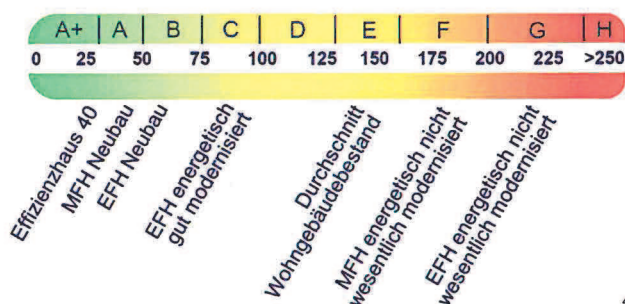 A+ A B C D E F G H
0 25 50 75 100 125 150 175 200 225 >250
Effizienzhaus 40
MFH Neubau
EFH Neubau
EFH energetisch
gut modernisiert
Durchschnitt
Wohngebäudebestand
MFH energetisch nicht
wesentlich modernisiert
EFH energetisch nicht
wesentlich modernisiert